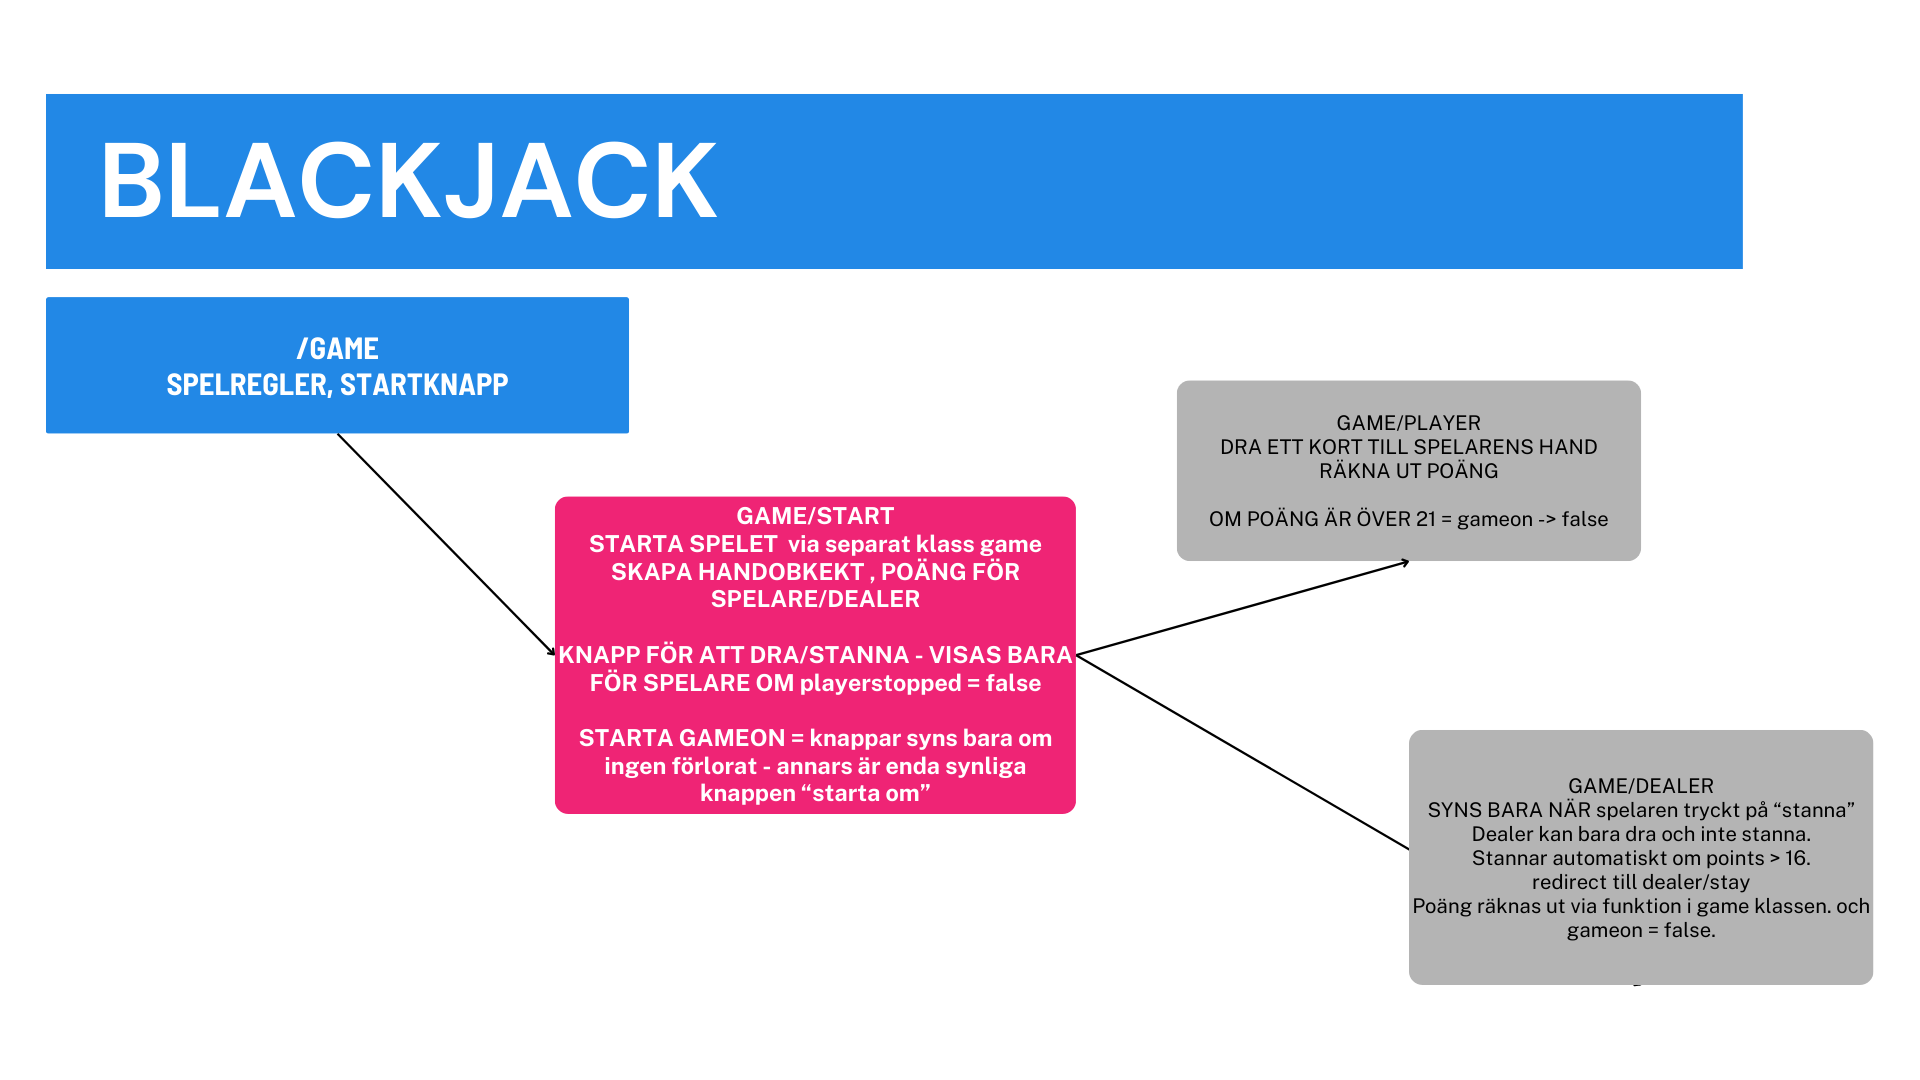 BLACKJACK
/GAME
SPELREGLER, STARTKNAPP
GAME/START
STARTA SPELET  via separat klass game
SKAPA HANDOBKEKT , POÄNG FÖR
SPELARE/DEALER
KNAPP FÖR ATT DRA/STANNA - VISAS BARA
FÖR SPELARE OM playerstopped = false
STARTA GAMEON = knappar syns bara om
ingen förlorat - annars är enda synliga
knappen “starta om”
GAME/PLAYER
DRA ETT KORT TILL SPELARENS HAND
RÄKNA UT POÄNG
OM POÄNG ÄR ÖVER 21 = gameon -> false
GAME/DEALER
SYNS BARA NÄR spelaren tryckt på “stanna”
Dealer kan bara dra och inte stanna.
Stannar automatiskt om points > 16.
redirect till dealer/stay
Poäng räknas ut via funktion i game klassen. och
gameon = false.